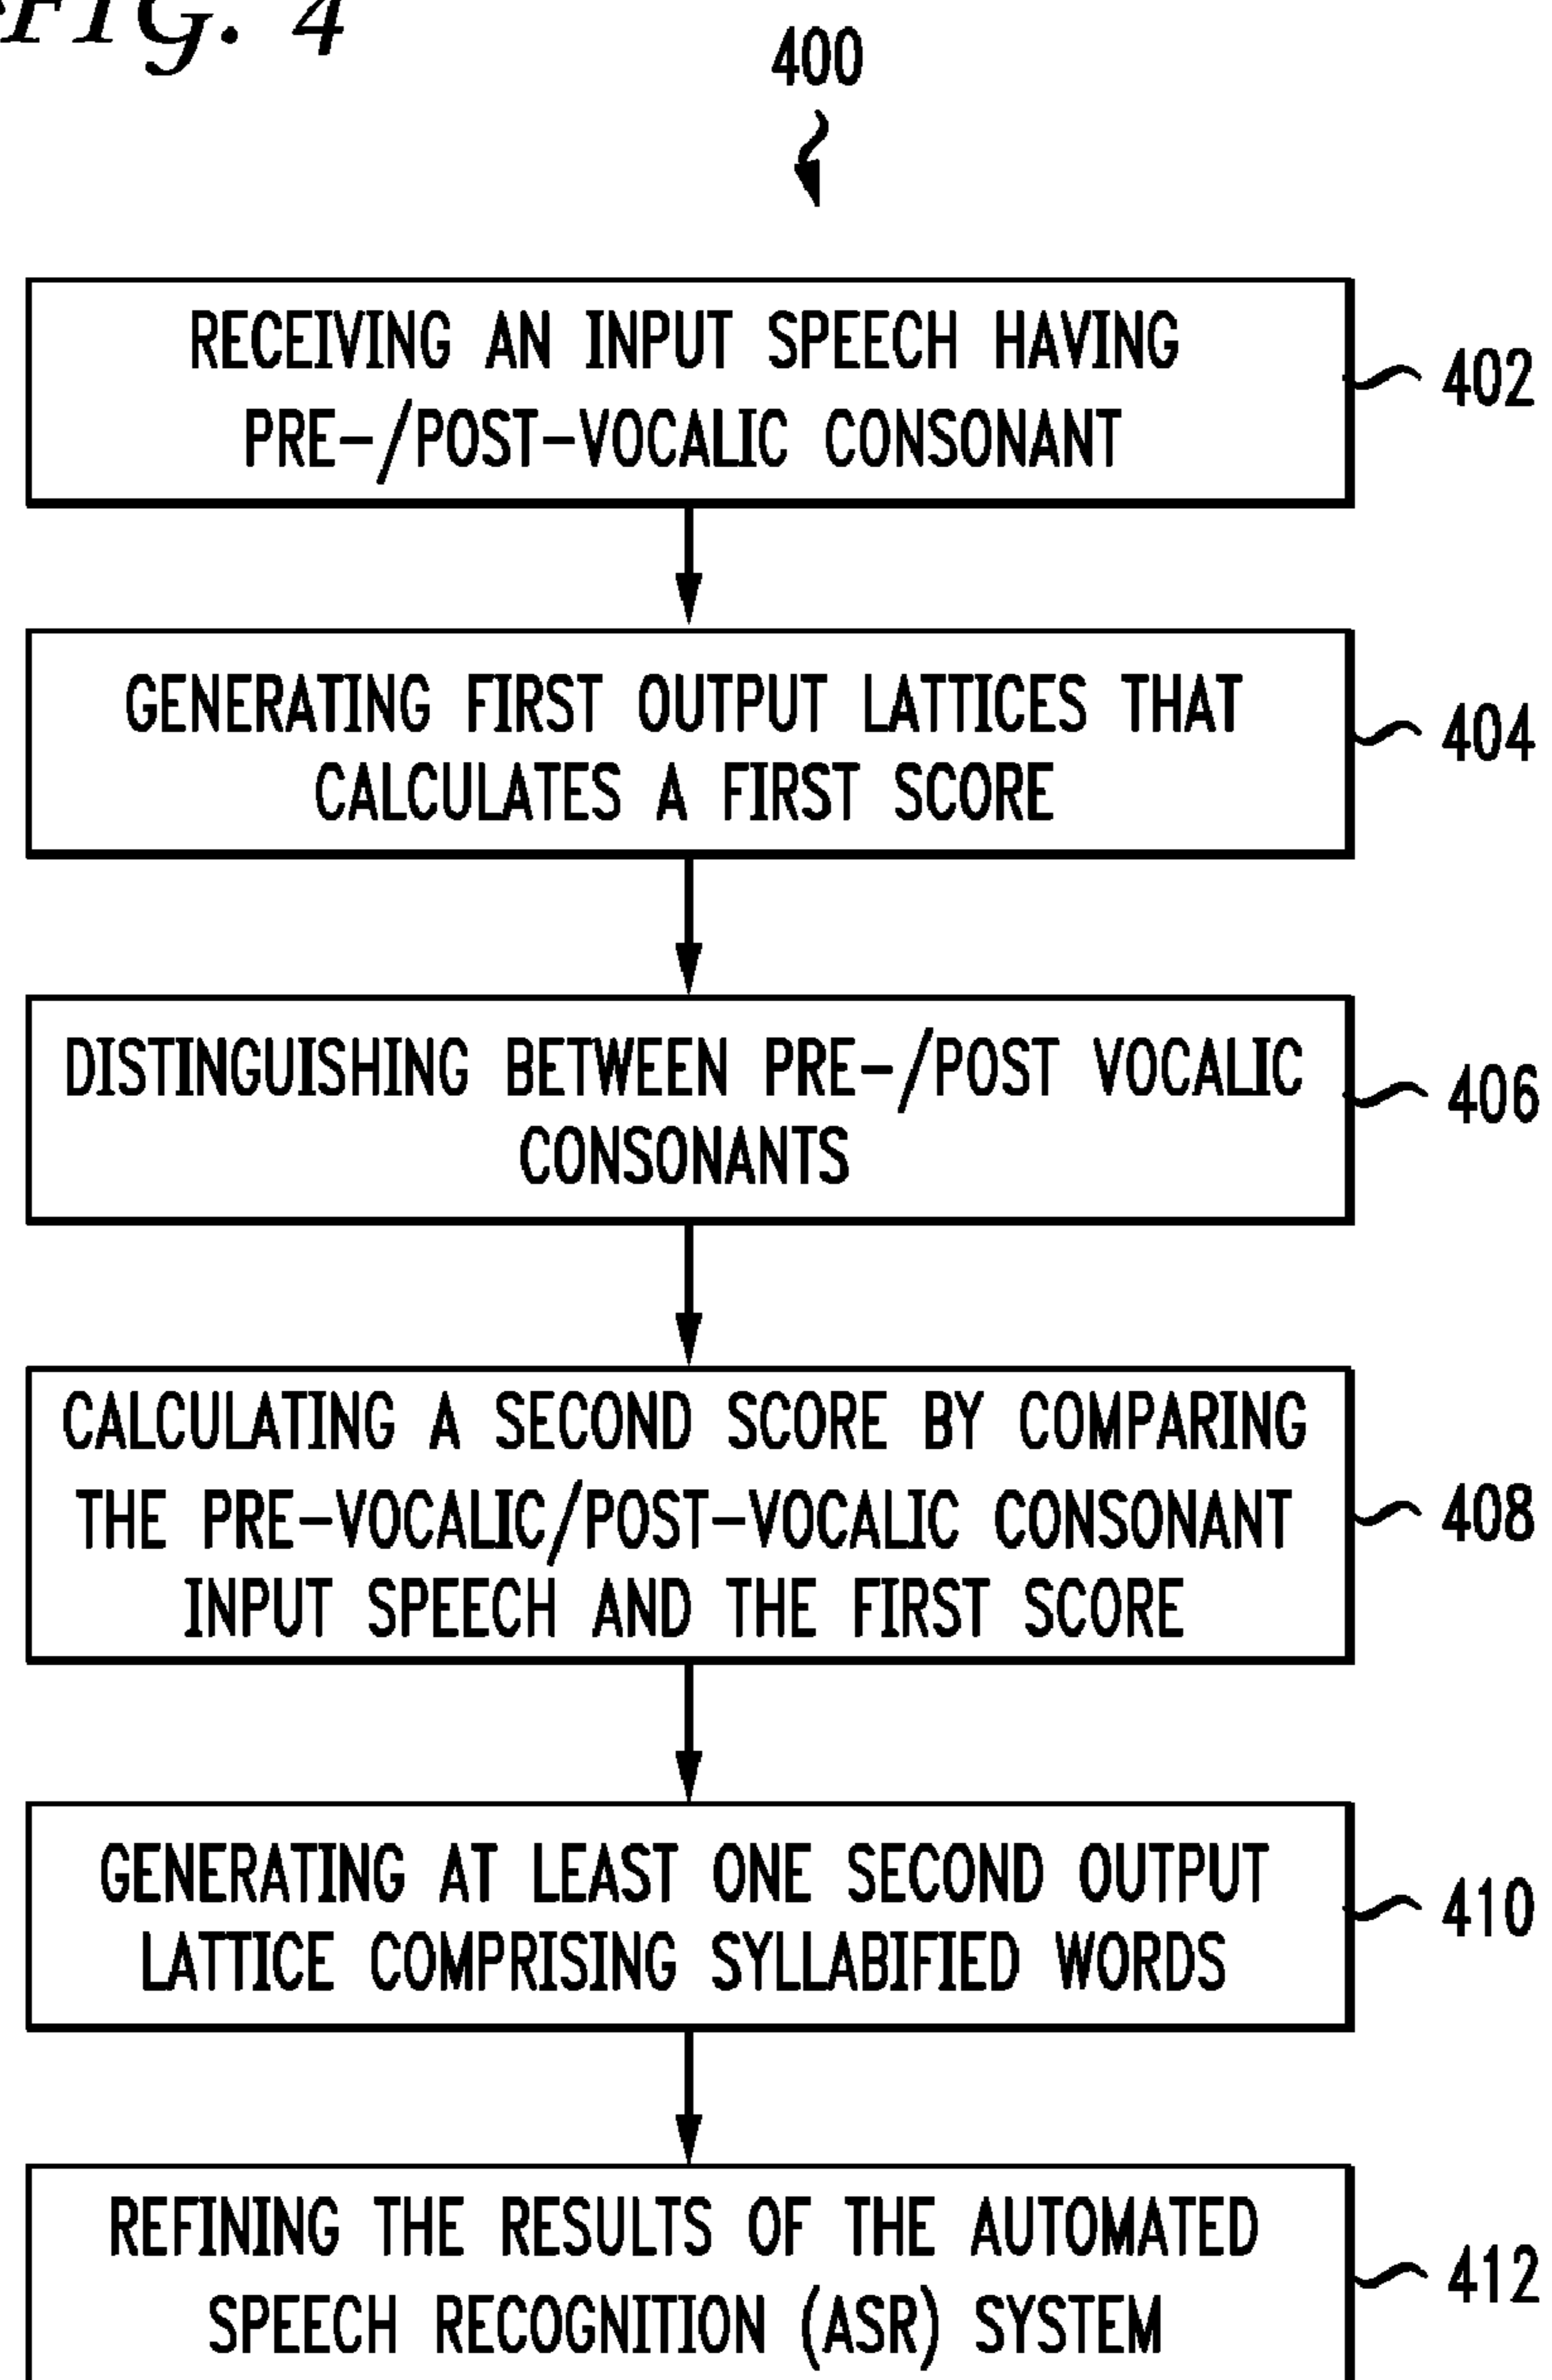 FIG. 4
400
RECEIVING AN INPUT SPEECH HAVING
PRE-/POST-VOCALIC CONSONANT
402
GENERATING FIRST OUTPUT LATTICES THAT
CALCULATES A FIRST SCORE
404
DISTINGUISHING BETWEEN PRE-/POST VOCALIC
CONSONANTS
406
CALCULATING A SECOND SCORE BY COMPARING
THE PRE-VOCALIC/POST-VOCALIC CONSONANT
INPUT SPEECH AND THE FIRST SCORE
408
GENERATING AT LEAST ONE SECOND OUTPUT
LATTICE COMPRISING SYLLABIFIED WORDS
410
REFINING THE RESULTS OF THE AUTOMATED
SPEECH RECOGNITION (ASR) SYSTEM
412